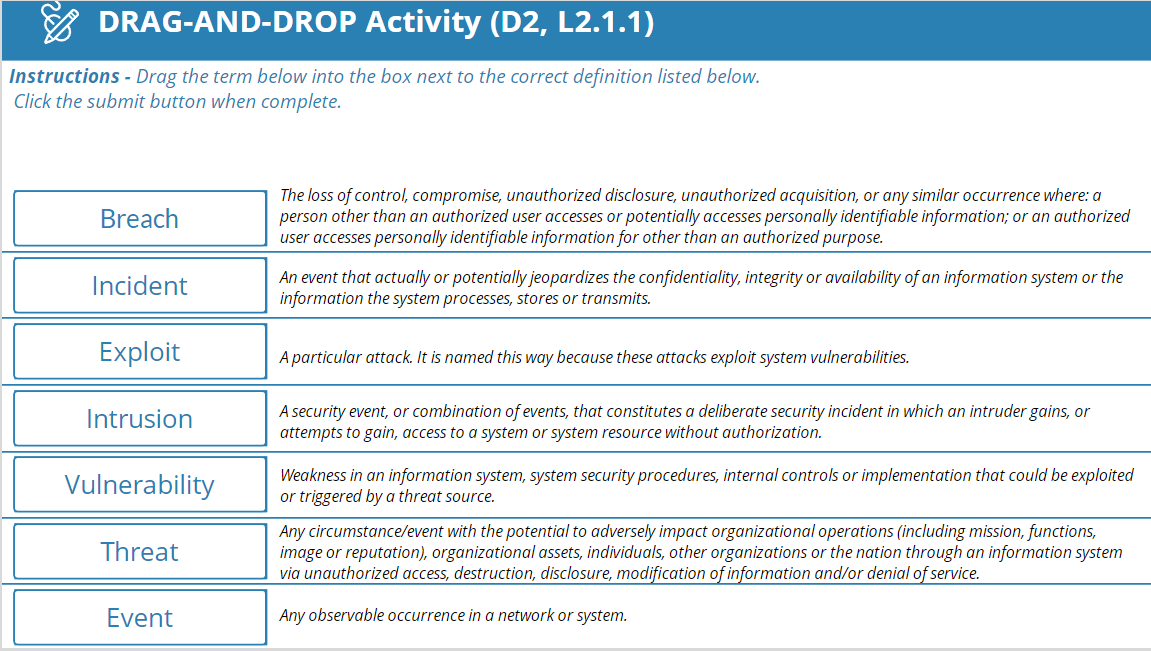 DRAG-AND-DROP Activity (D2, L2.1.1)
Instructions - Drag the term below into the box next to the correct definition listed below.
Click the submit button when complete.
Breach
The loss of control, compromise, unauthorized disclosure, unauthorized acquisition, or any similar occurrence where: a
person other than an authorized user accesses or potentially accesses personally identifiable information; or an authorized
user accesses personally identifiable information for other than an authorized purpose.
Incident
An event that actually or potentially jeopardizes the confidentiality, integrity or availability of an information system or the
information the system processes, stores or transmits.
Exploit
A particular attack. It is named this way because these attacks exploit system vulnerabilities.
Intrusion
A security event, or combination of events, that constitutes a deliberate security incident in which an intruder gains, or
attempts to gain, access to a system or system resource without authorization.
Vulnerability
Weakness in an information system, system security procedures, internal controls or implementation that could be exploited
or triggered by a threat source.
Threat
Any circumstance/event with the potential to adversely impact organizational operations (including mission, functions,
image or reputation), organizational assets, individuals, other organizations or the nation through an information system
via unauthorized access, destruction, disclosure, modification of information and/or denial of service.
Event
Any observable occurrence in a network or system.